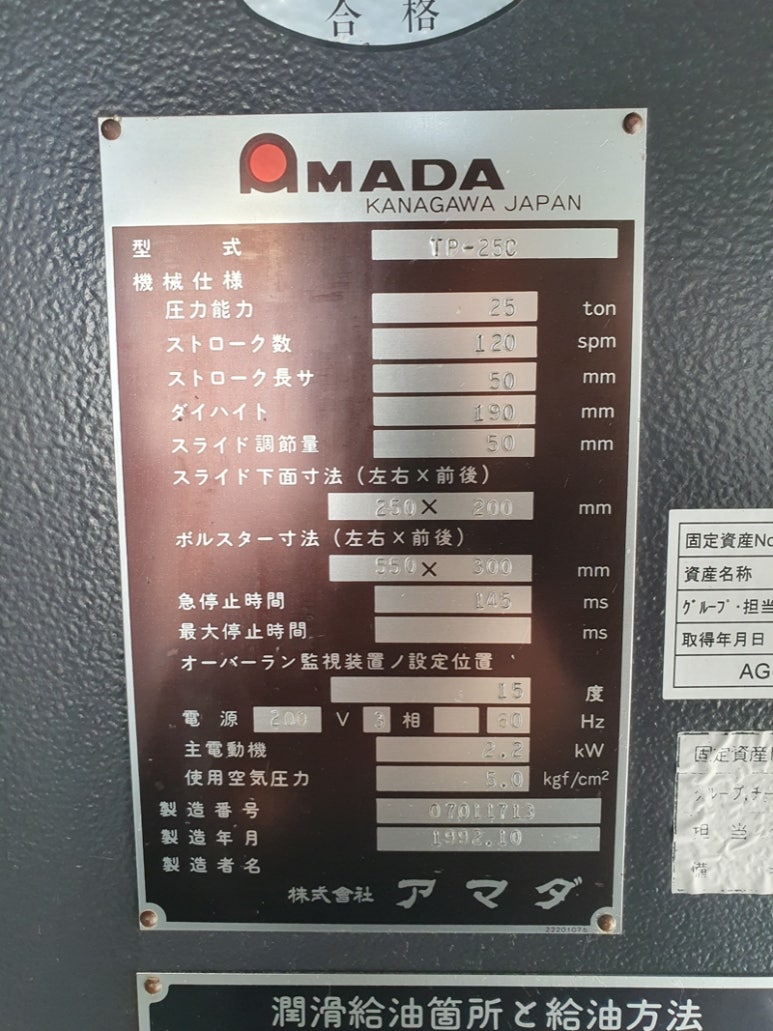 合格
AMADA
KANAGAWA JAPAN
型式 TP-25C
機械仕様
圧力能力 25 ton
ストローク数 120 spm
ストローク長サ 50 mm
ダイハイト 190 mm
スライド調節量 50 mm
スライド下面寸法(左右×前後)
250 × 200 mm
ボルスター寸法(左右×前後)
550 × 300 mm
急停止時間 145 ms
最大停止時間 ms
オーバーラン監視装置ノ設定位置
15 度
電源 200 V 3 相 60 Hz
主電動機 2.2 kW
使用空気圧力 5.0 kgf/cm²
製造番号 07011713
製造年月 1992.10
製造者名
株式會社 アマダ
22201076
潤滑給油箇所と給油方法
固定資産No
資産名称
グループ・担当
取得年月日
AG
固定資産
グループ,チー
担当
備